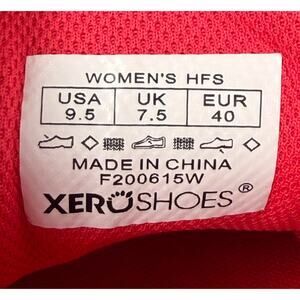 WOMEN'S HFS
USA UK EUR
9.5 7.5 40
MADE IN CHINA
F200615W
XEROSHOES®